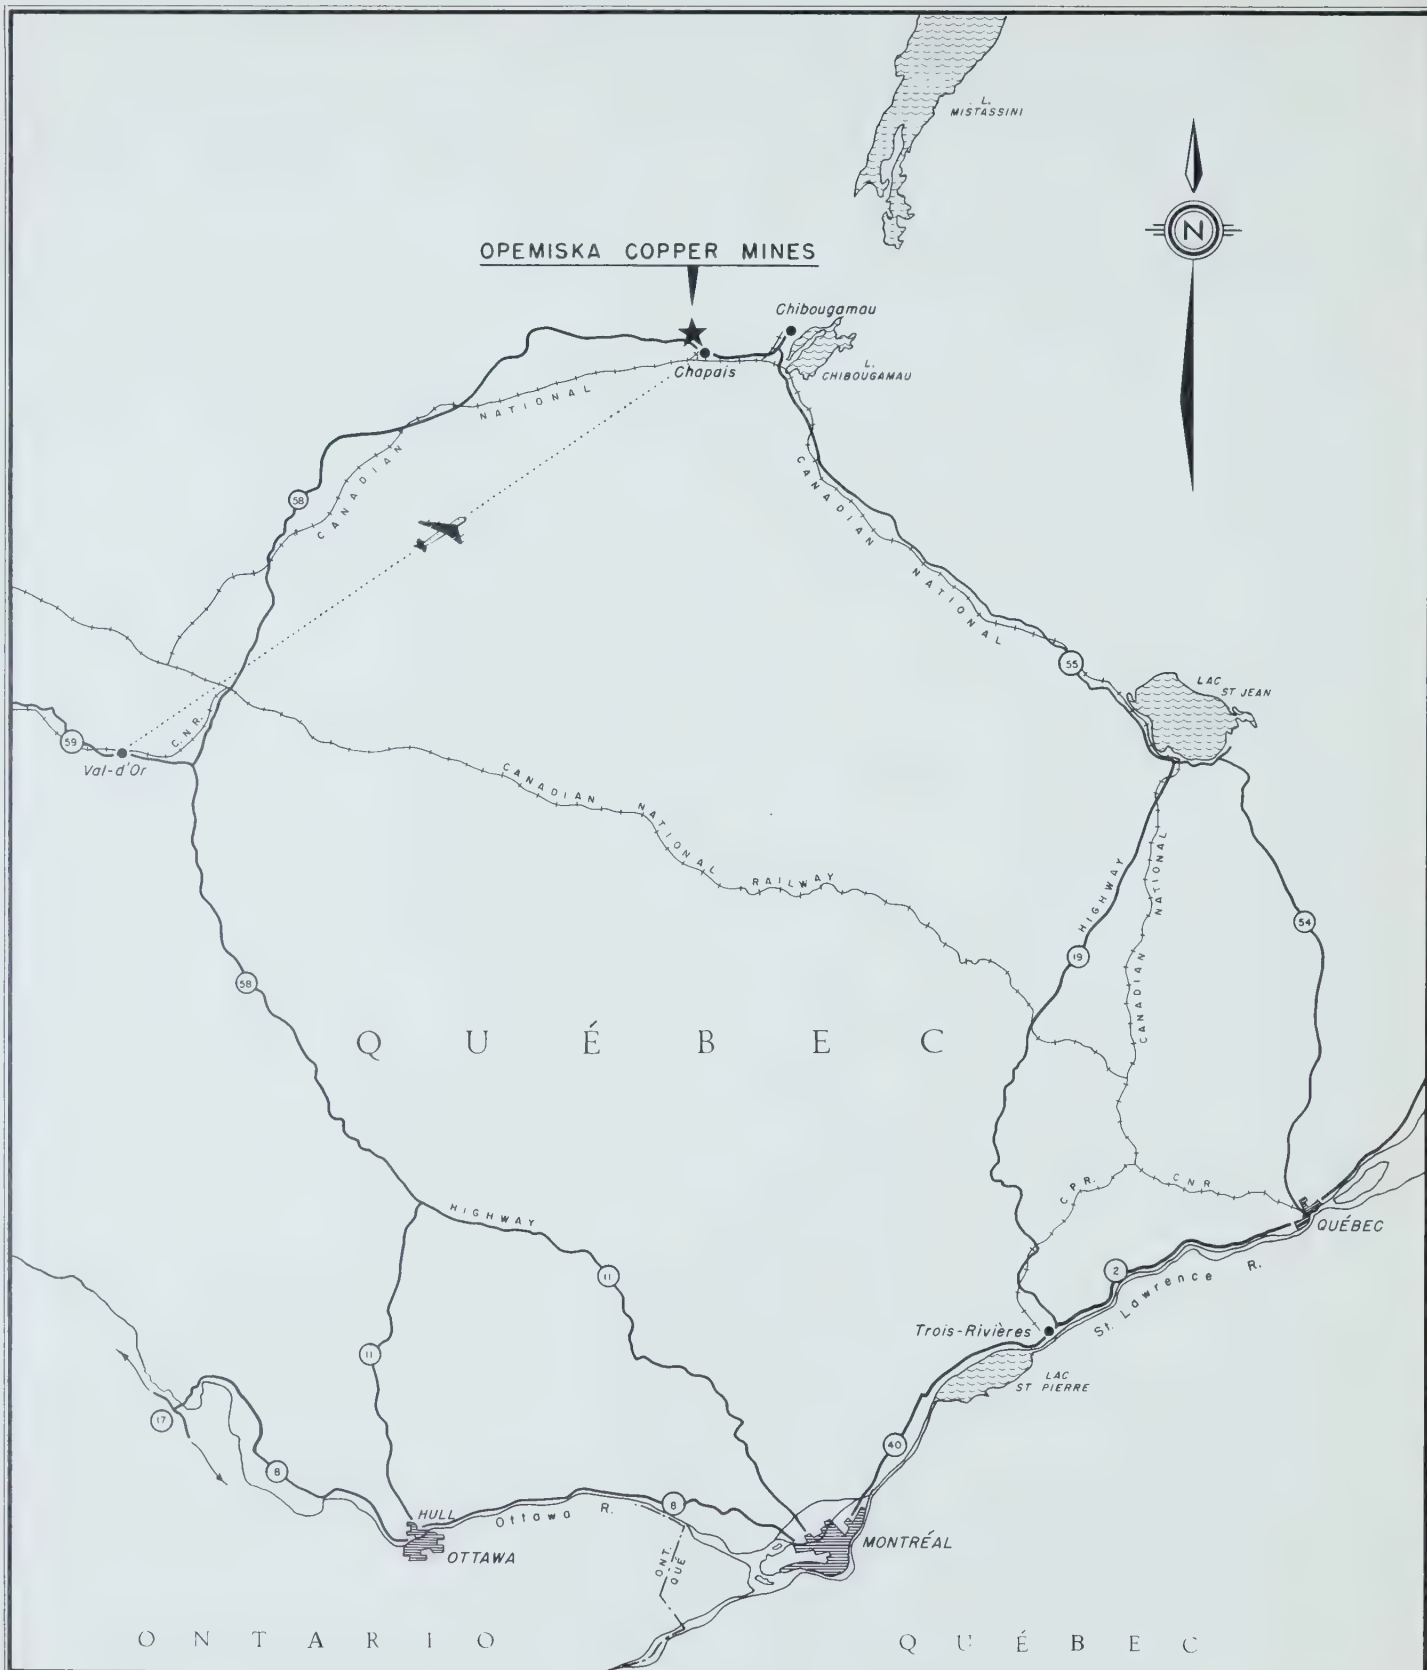 L.
MISTASSINI
N
OPEMISKA COPPER MINES
Chibougamau
Chapais
L.
CHIBOUGAMAU
CANADIAN NATIONAL
58
CANADIAN NATIONAL
55
LAC
ST JEAN
59
Val-d'Or
C.N.R.
CANADIAN NATIONAL RAILWAY
HIGHWAY
19
CANADIAN NATIONAL
54
58
QUÉBEC
HIGHWAY
11
11
C.P.R.
C N R
QUÉBEC
2
St. Lawrence R.
Trois-Rivières
LAC
ST PIERRE
17
8
40
HULL
Ottawa R.
8
OTTAWA
MONTRÉAL
ONT.
QUÉ
ONTARIO
QUÉBEC